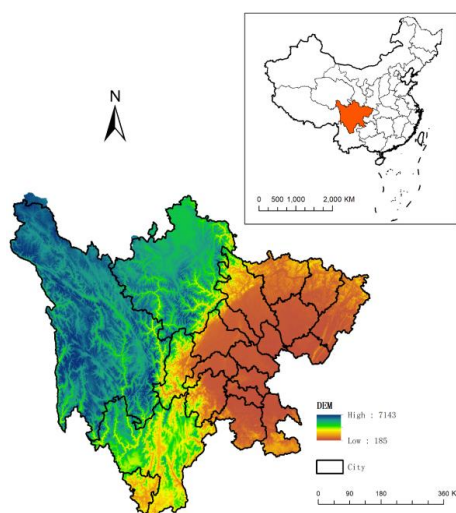 N
0 500 1,000 2,000 KM
DEM
High : 7143
Low : 185
City
0 90 180 360 K